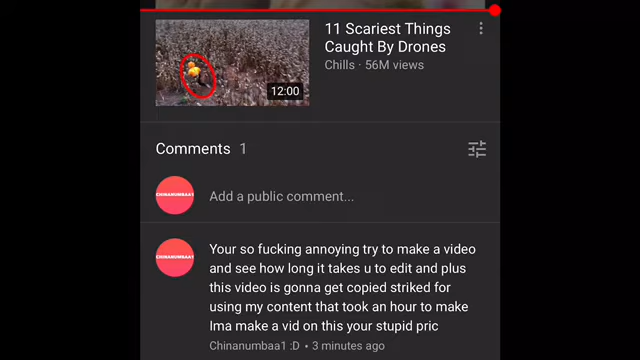 11 Scariest Things
Caught By Drones
Chills · 56M views
12:00
Comments 1
CHINANUMBAA1
Add a public comment...
CHINANUMBAA1
Your so fucking annoying try to make a video
and see how long it takes u to edit and plus
this video is gonna get copied striked for
using my content that took an hour to make
Ima make a vid on this your stupid pric
Chinanumbaa1 :D • 3 minutes ago